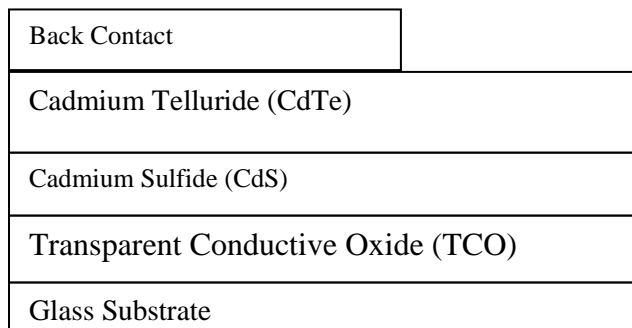 Back Contact
Cadmium Telluride (CdTe)
Cadmium Sulfide (CdS)
Transparent Conductive Oxide (TCO)
Glass Substrate